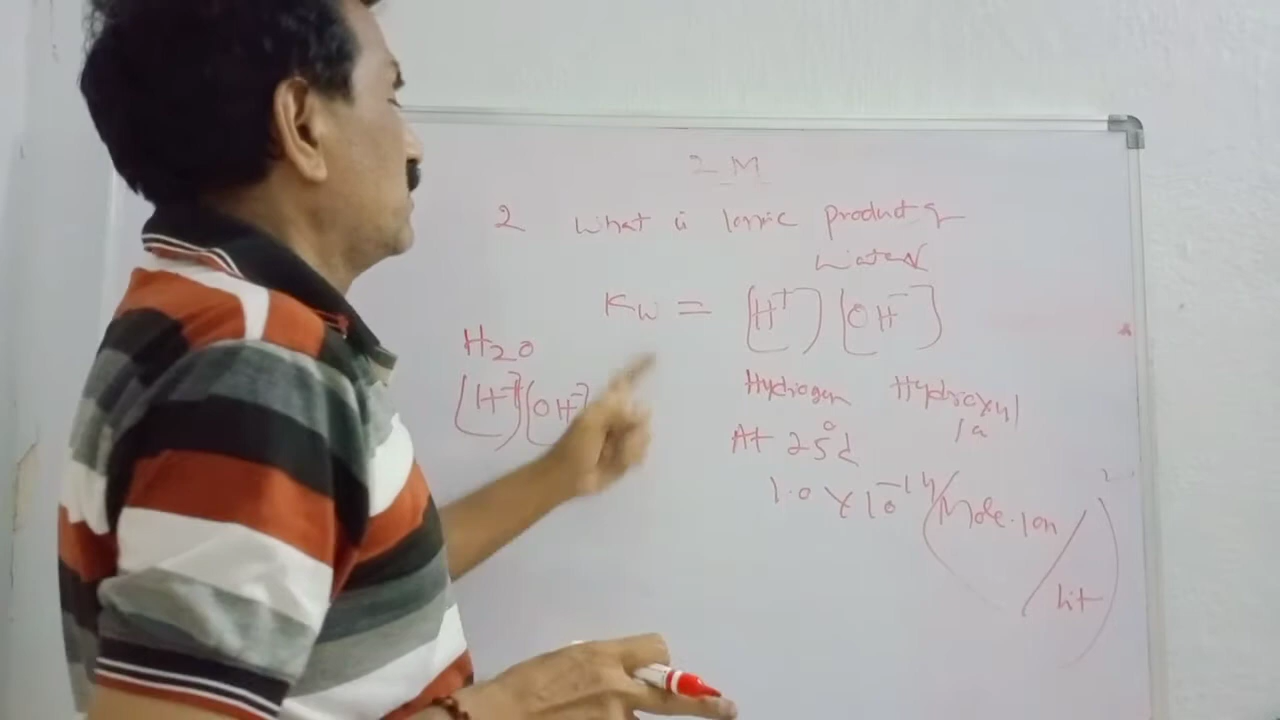 2 M
2 What is Ionic product of
water
Kw = [H+] [OH-]
H2O
[H+] [OH-]
Hydrogen Hydroxyl
At 25°c
1.0 x 10-14 (Mole.Ion / Lit)2